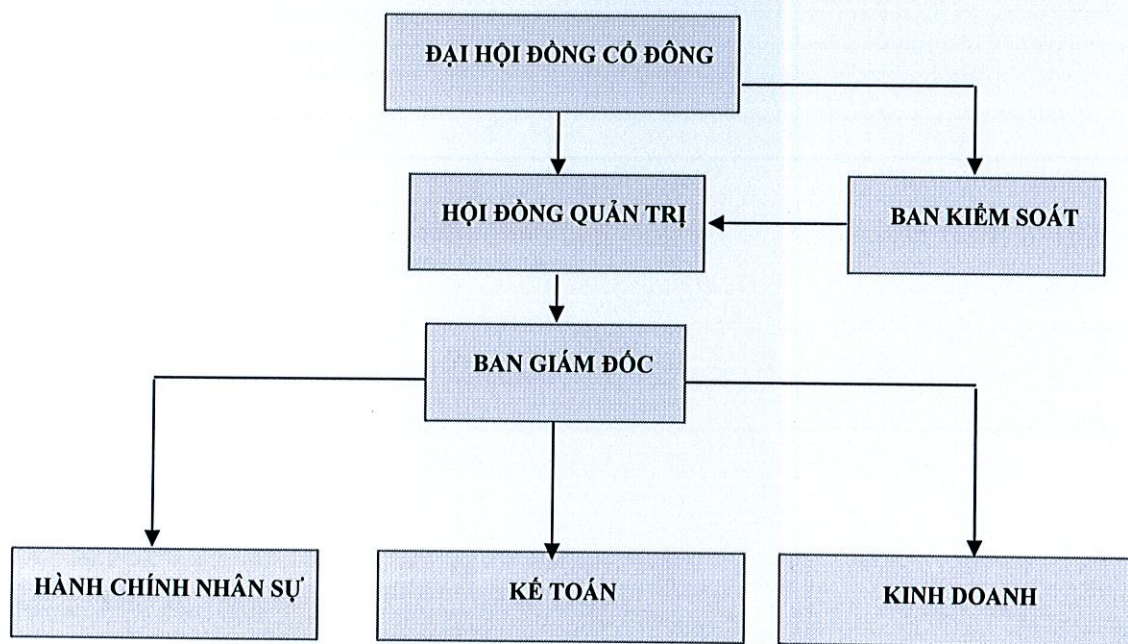 ĐẠI HỘI ĐỒNG CỔ ĐÔNG
HỘI ĐỒNG QUẢN TRỊ
BAN KIỂM SOÁT
BAN GIÁM ĐỐC
HÀNH CHÍNH NHÂN SỰ
KẾ TOÁN
KINH DOANH